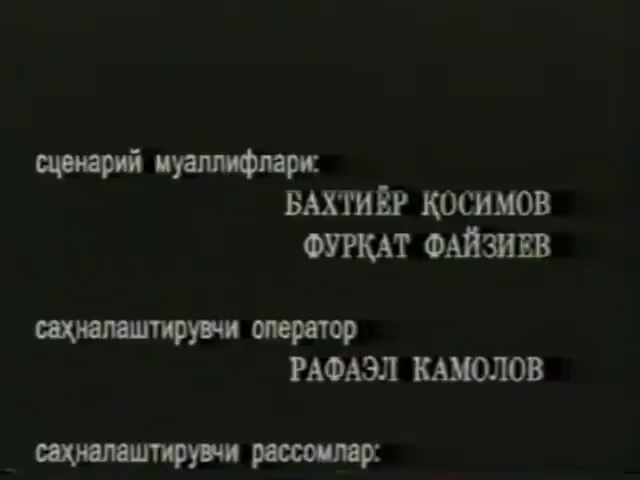 сценарий муаллифлари:
БАХТИЁР ҚОСИМОВ
ФУРҚАТ ФАЙЗИЕВ
саҳналаштирувчи оператор
РАФАЭЛ КАМОЛОВ
саҳналаштирувчи рассомлар: